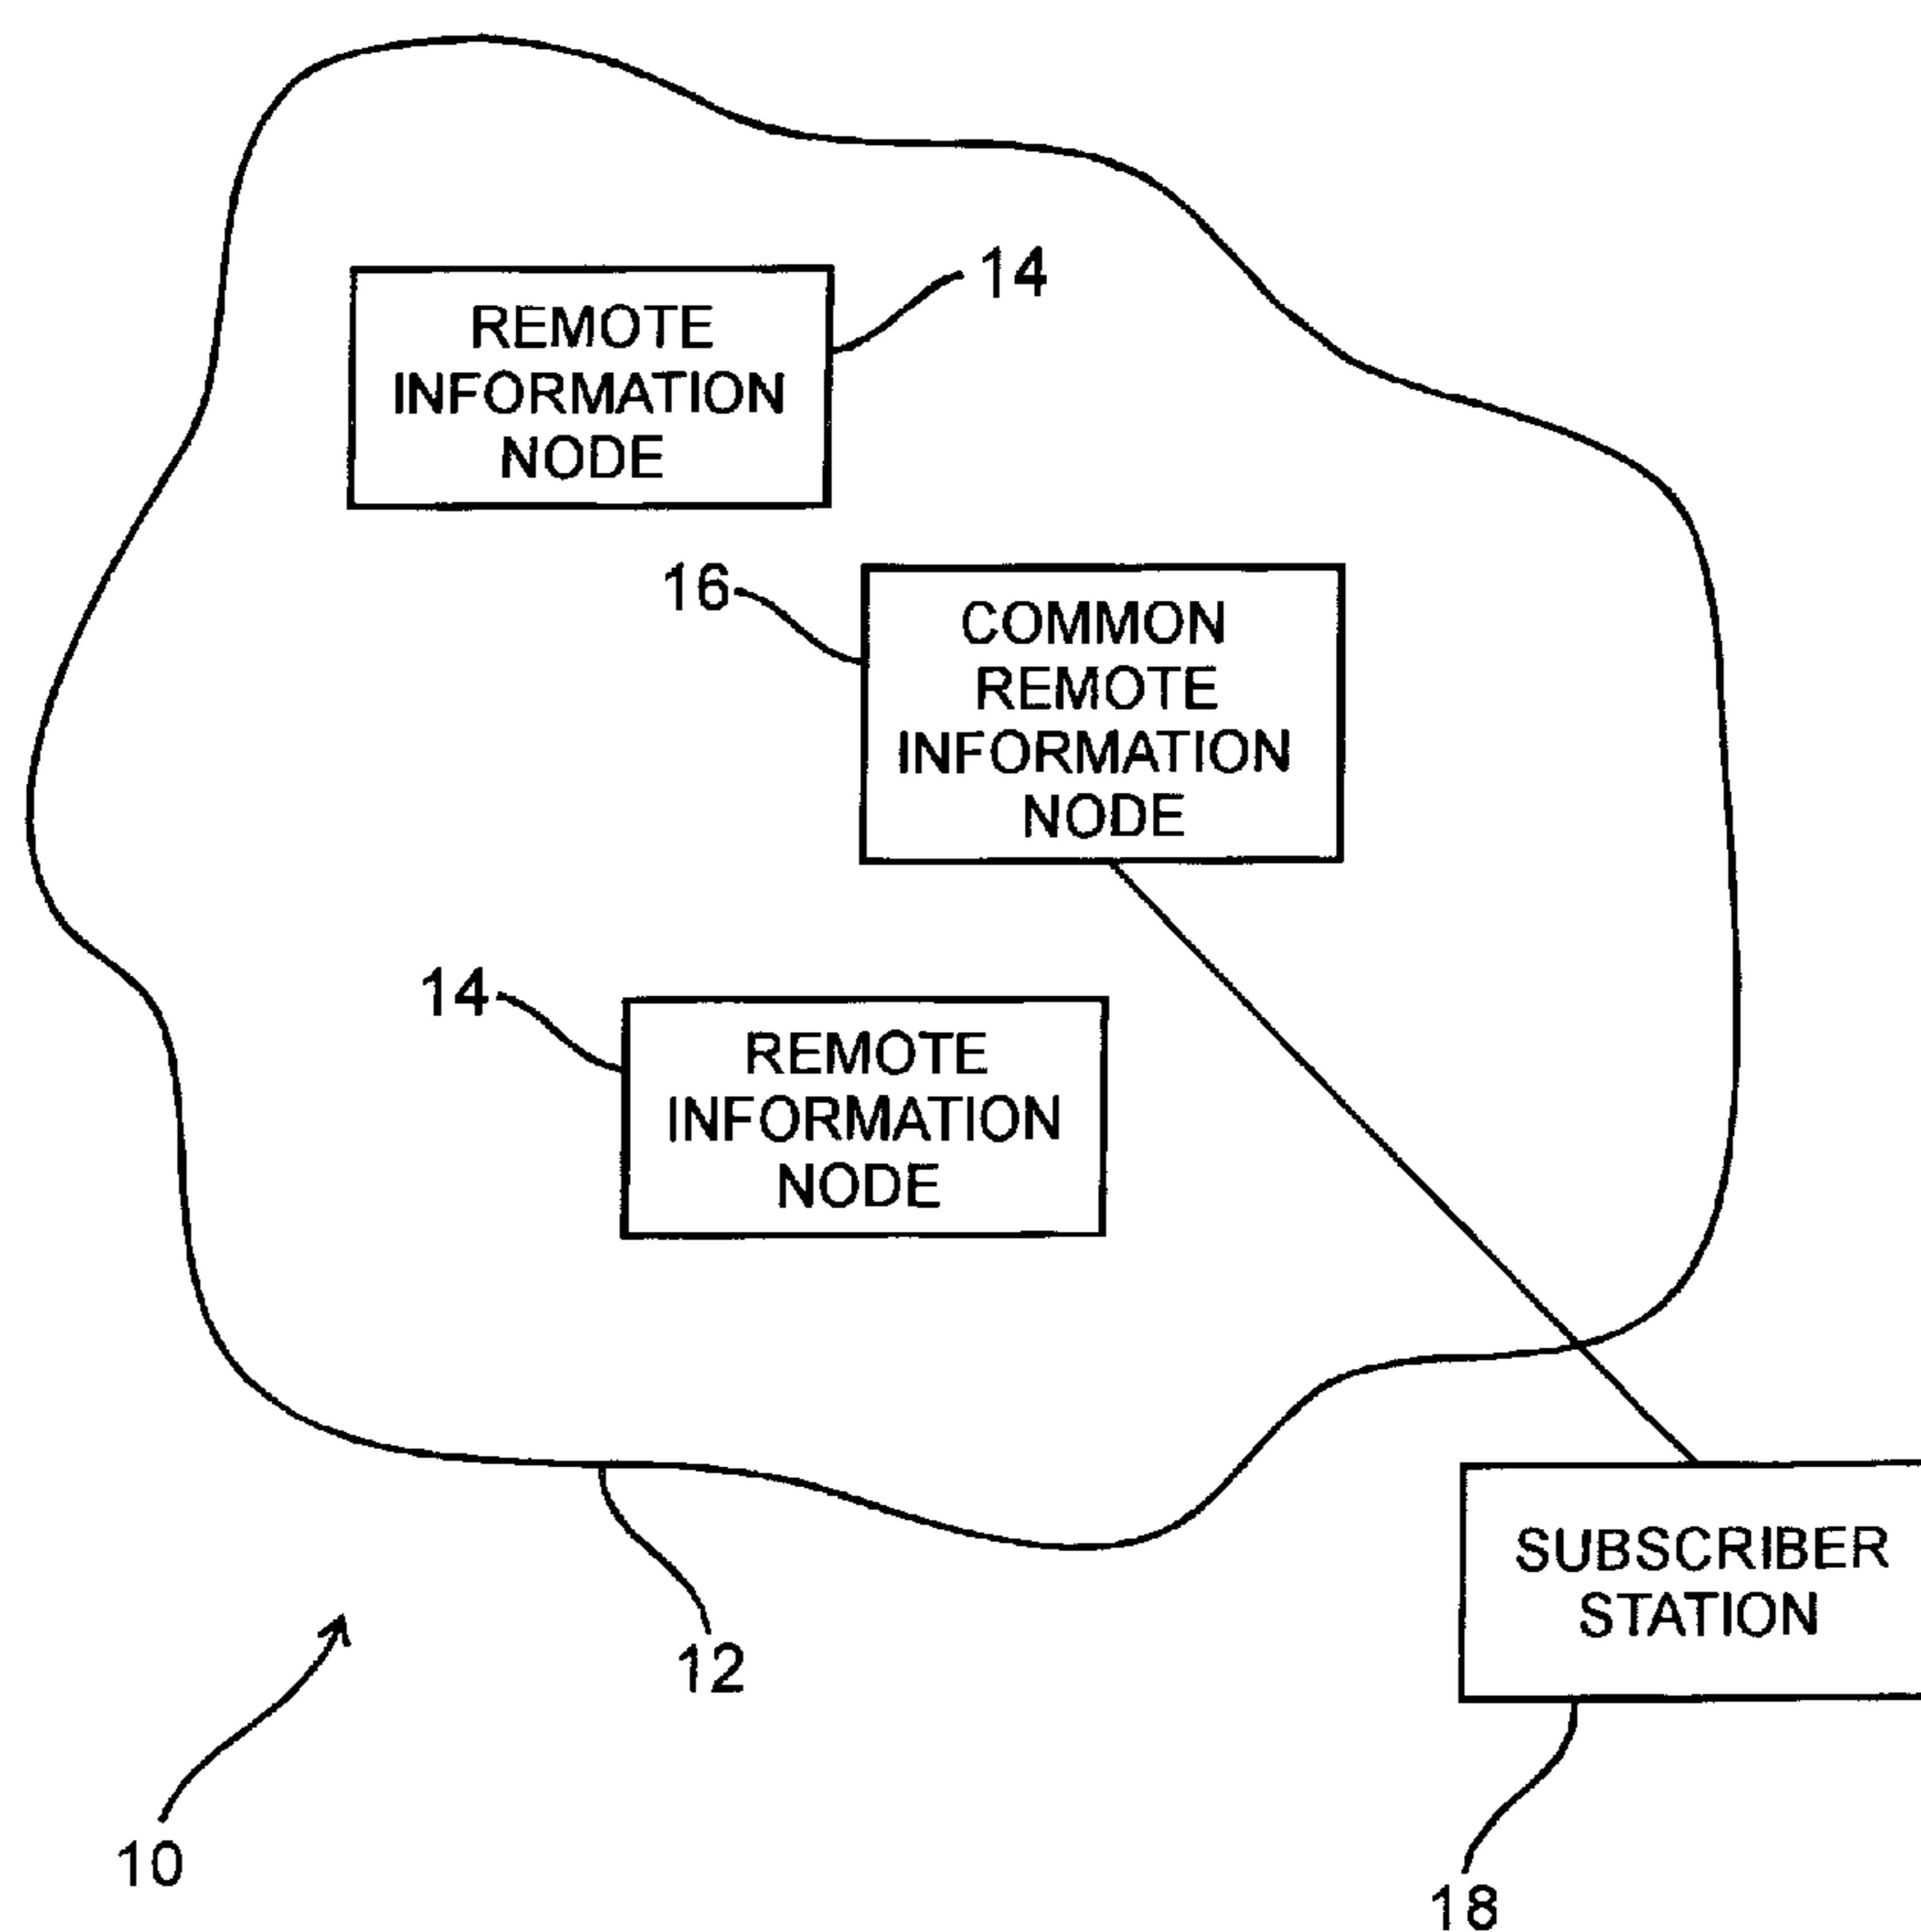 REMOTE
INFORMATION
NODE
14
16
COMMON
REMOTE
INFORMATION
NODE
14
REMOTE
INFORMATION
NODE
12
SUBSCRIBER
STATION
10
18